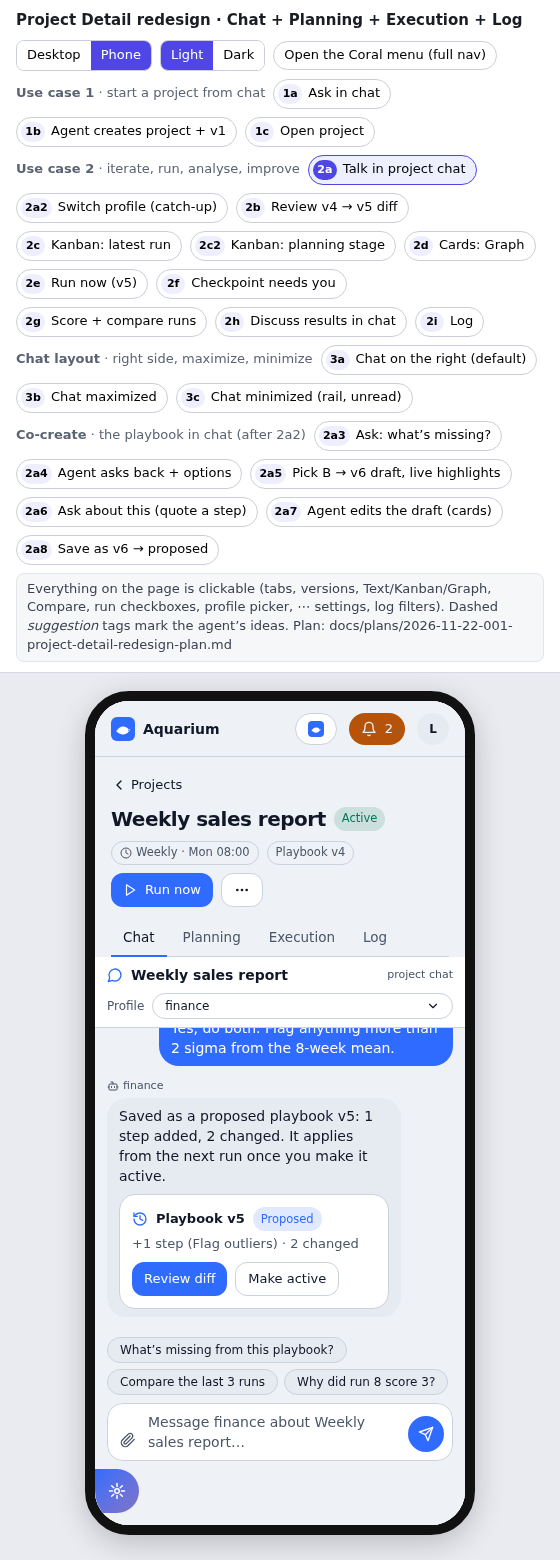 Project Detail redesign · Chat + Planning + Execution + Log
Desktop Phone Light Dark Open the Coral menu (full nav)
Use case 1 · start a project from chat 1a Ask in chat
1b Agent creates project + v1 1c Open project
Use case 2 · iterate, run, analyse, improve 2a Talk in project chat
2a2 Switch profile (catch-up) 2b Review v4 → v5 diff
2c Kanban: latest run 2c2 Kanban: planning stage 2d Cards: Graph
2e Run now (v5) 2f Checkpoint needs you
2g Score + compare runs 2h Discuss results in chat 2i Log
Chat layout · right side, maximize, minimize 3a Chat on the right (default)
3b Chat maximized 3c Chat minimized (rail, unread)
Co-create · the playbook in chat (after 2a2) 2a3 Ask: what’s missing?
2a4 Agent asks back + options 2a5 Pick B → v6 draft, live highlights
2a6 Ask about this (quote a step) 2a7 Agent edits the draft (cards)
2a8 Save as v6 → proposed
Everything on the page is clickable (tabs, versions, Text/Kanban/Graph,
Compare, run checkboxes, profile picker, ··· settings, log filters). Dashed
suggestion tags mark the agent’s ideas. Plan: docs/plans/2026-11-22-001-
project-detail-redesign-plan.md
Aquarium 2 L
Projects
Weekly sales report Active
Weekly · Mon 08:00 Playbook v4
Run now ···
Chat Planning Execution Log
Weekly sales report project chat
Profile finance
Yes, do both. Flag anything more than
2 sigma from the 8-week mean.
finance
Saved as a proposed playbook v5: 1
step added, 2 changed. It applies
from the next run once you make it
active.
Playbook v5 Proposed
+1 step (Flag outliers) · 2 changed
Review diff Make active
What’s missing from this playbook?
Compare the last 3 runs Why did run 8 score 3?
Message finance about Weekly
sales report…